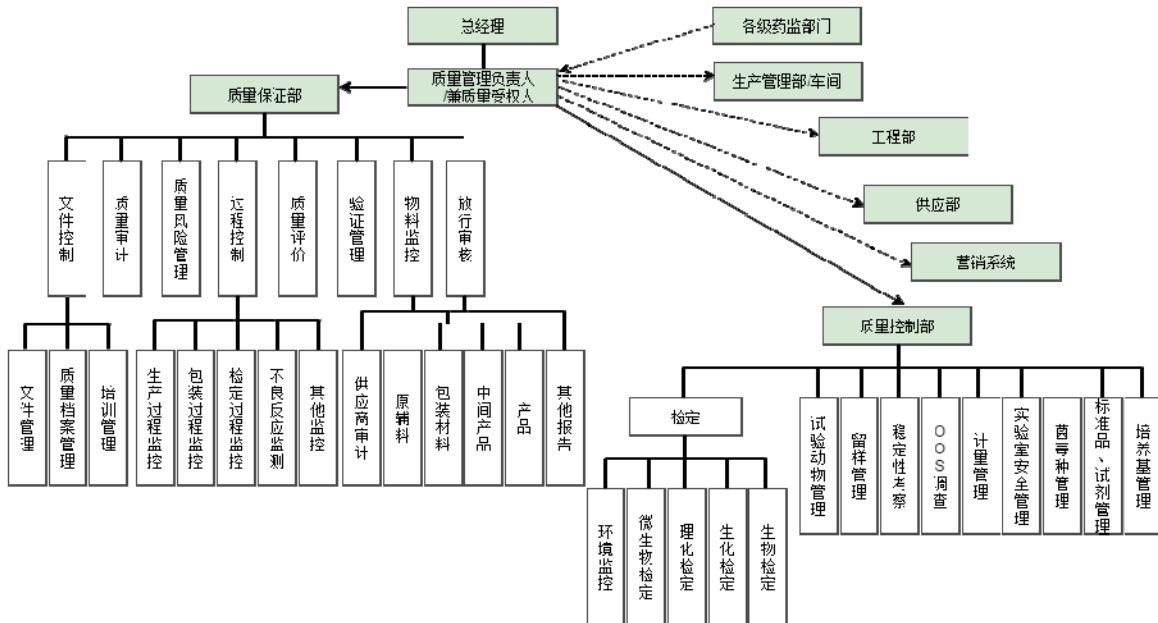 总经理
各级药监部门
质量管理负责人
/兼质量受权人
生产管理部/车间
质量保证部
工程部
供应部
营销系统
质量控制部
文件控制
质量审计
质量风险管理
过程控制
质量评价
验证管理
物料监控
放行审核
文件管理
质量档案管理
培训管理
生产过程监控
包装过程监控
检定过程监控
不良反应监测
其他监控
供应商审计
原辅料
包装材料
中间产品
产品
其他报告
检定
试验动物管理
留样管理
稳定性考察
OOS调查
计量管理
实验室安全管理
菌毒种管理
标准品、试剂管理
培养基管理
环境监控
微生物检定
理化检定
生化检定
生物检定